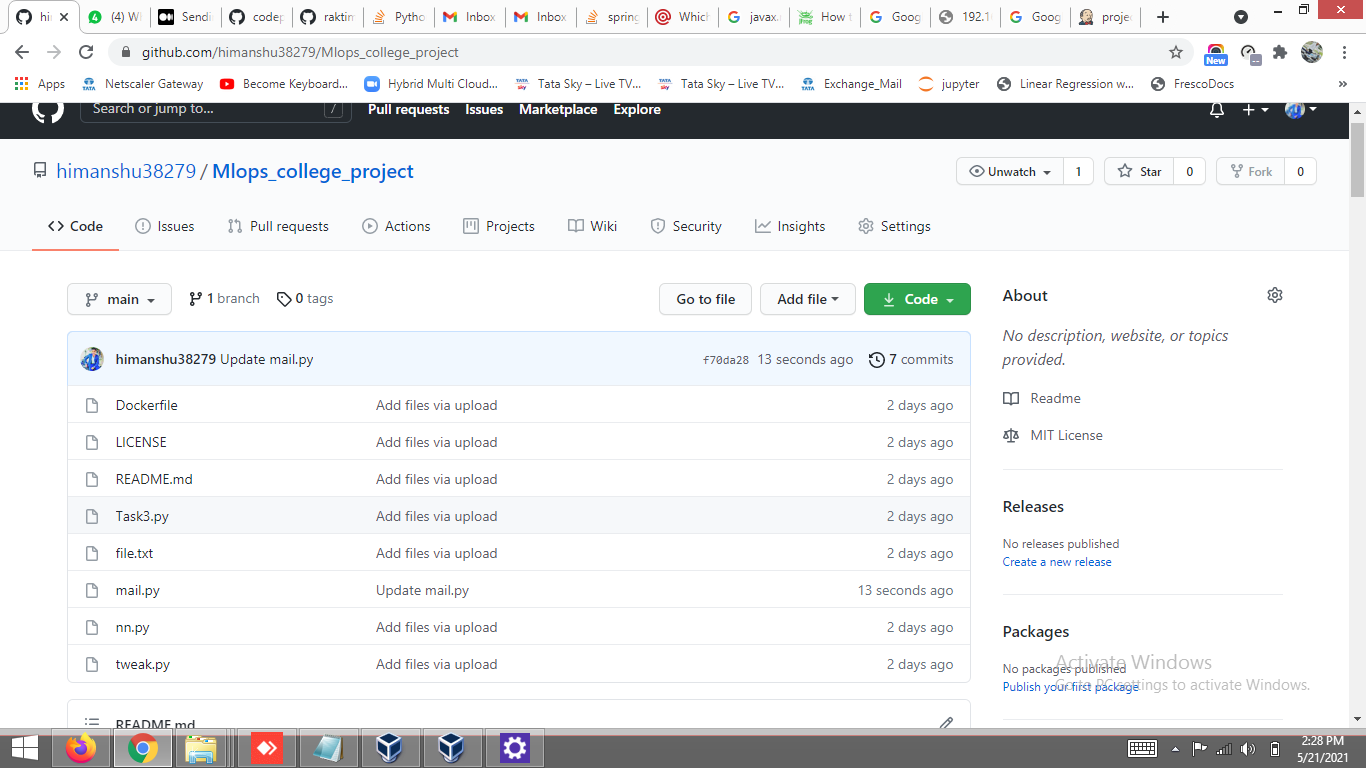 hi
(4) W
Sendi
codep
raktim
Pytho
Inbox
Inbox
spring
Which
javax.
How t
Goog
192.1
Goog
projec
github.com/himanshu38279/Mlops_college_project
New
Apps
Netscaler Gateway
Become Keyboard...
Hybrid Multi Cloud...
Tata Sky – Live TV...
Tata Sky – Live TV...
Exchange_Mail
jupyter
Linear Regression w...
FrescoDocs
»
Search or jump to...
/
Pull requests
Issues
Marketplace
Explore
himanshu38279 / Mlops_college_project
Unwatch 1
Star 0
Fork 0
Code
Issues
Pull requests
Actions
Projects
Wiki
Security
Insights
Settings
main
1 branch
0 tags
Go to file
Add file
Code
himanshu38279 Update mail.py f70da28 13 seconds ago 7 commits
Dockerfile Add files via upload 2 days ago
LICENSE Add files via upload 2 days ago
README.md Add files via upload 2 days ago
Task3.py Add files via upload 2 days ago
file.txt Add files via upload 2 days ago
mail.py Update mail.py 13 seconds ago
nn.py Add files via upload 2 days ago
tweak.py Add files via upload 2 days ago
README.md
About
No description, website, or topics
provided.
Readme
MIT License
Releases
No releases published
Create a new release
Packages
No packages published
Publish your first package
Activate Windows
Go to PC settings to activate Windows.
2:28 PM
5/21/2021